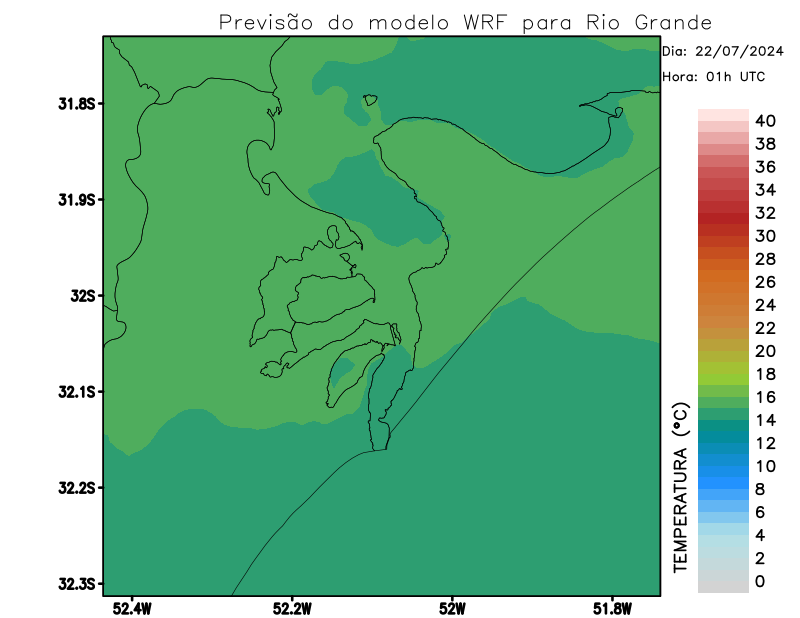 Previsão do modelo WRF para Rio Grande
Dia: 22/07/2024
Hora: 01h UTC
31.8S
31.9S
32S
32.1S
32.2S
32.3S
52.4W
52.2W
52W
51.8W
TEMPERATURA (°C)
40
38
36
34
32
30
28
26
24
22
20
18
16
14
12
10
8
6
4
2
0